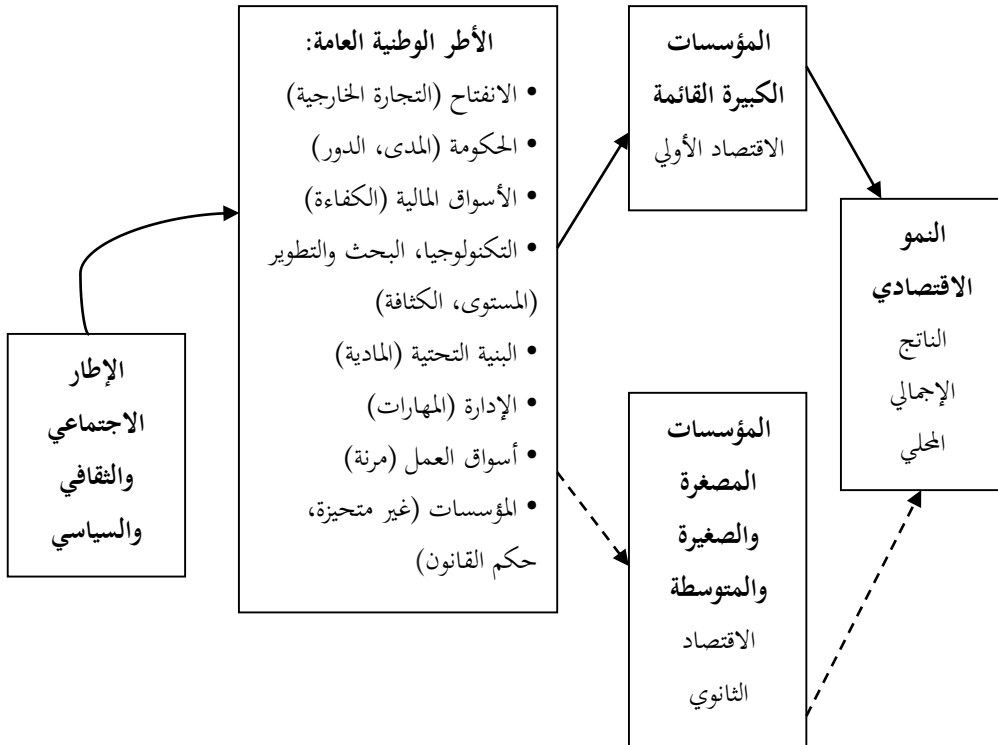 الإطار
الاجتماعي
والثقافي
والسياسي
الأطر الوطنية العامة:
• الانفتاح (التجارة الخارجية)
• الحكومة (المدى، الدور)
• الأسواق المالية (الكفاءة)
• التكنولوجيا، البحث والتطوير
(المستوى، الكثافة)
• البنية التحتية (المادية)
• الإدارة (المهارات)
• أسواق العمل (مرنة)
• المؤسسات (غير متحيزة،
حكم القانون)
المؤسسات
الكبيرة القائمة
الاقتصاد الأولي
المؤسسات
المصغرة
والصغيرة
والمتوسطة
الاقتصاد
الثانوي
النمو
الاقتصادي
الناتج
الإجمالي
المحلي